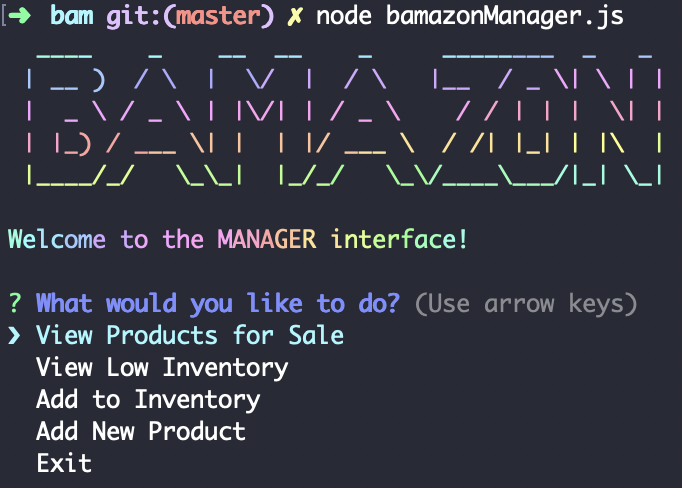 [➜ bam git:(master) ✗ node bamazonManager.js
BAMAZON
Welcome to the MANAGER interface!
? What would you like to do? (Use arrow keys)
❯ View Products for Sale
View Low Inventory
Add to Inventory
Add New Product
Exit